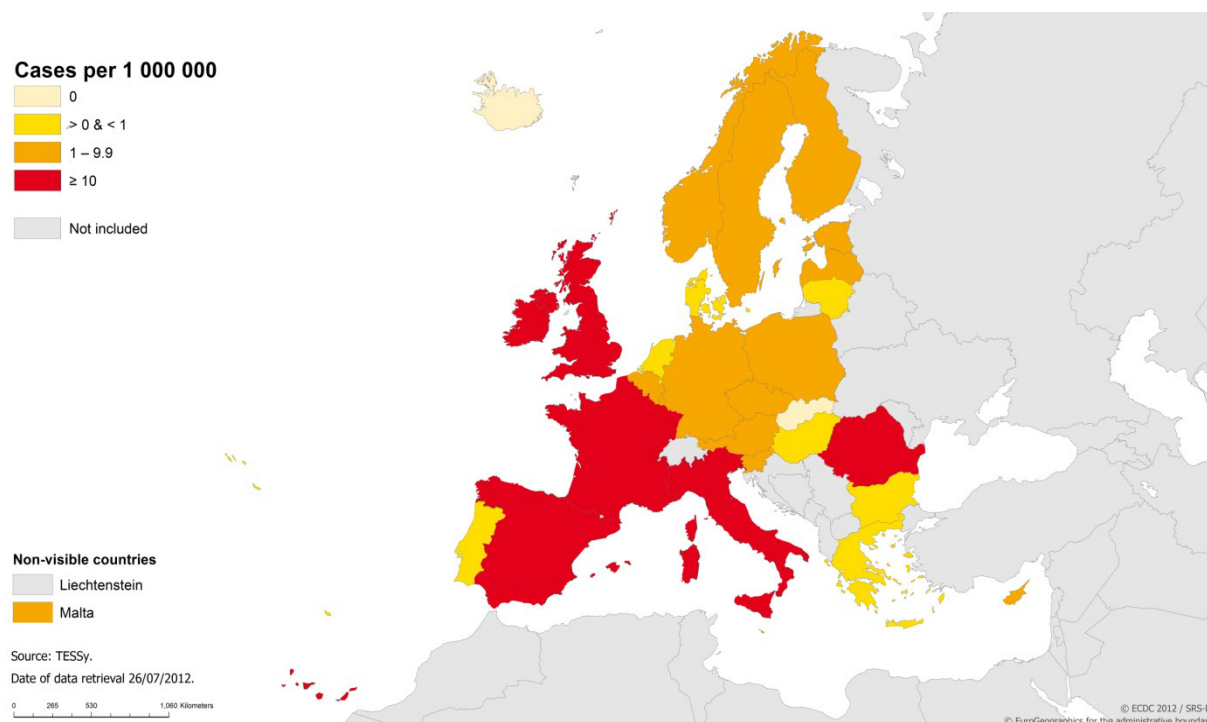 Cases per 1 000 000
0
> 0 & < 1
1 – 9.9
≥ 10
Not included
Non-visible countries
Liechtenstein
Malta
Source: TESSy.
Date of data retrieval 26/07/2012.
0 265 530 1,060 Kilometers
© ECDC 2012 / SRS-
© EuroGeographics for the administrative boundar